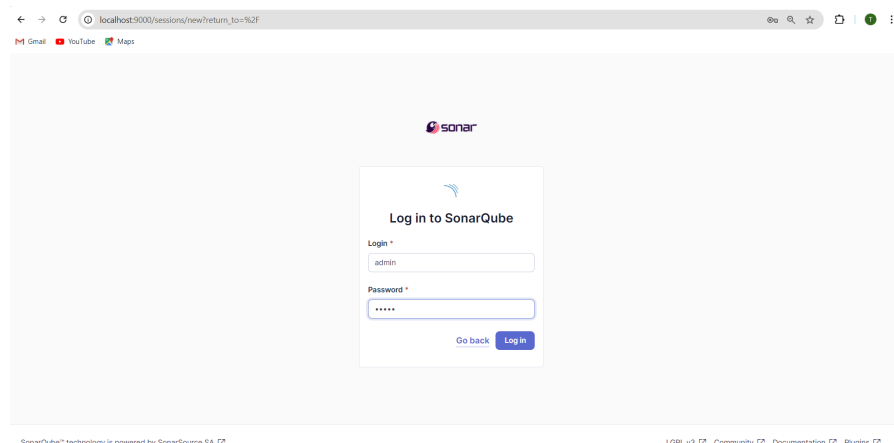 localhost:9000/sessions/new?return_to=%2F
Gmail YouTube Maps
sonar
Log in to SonarQube
Login *
admin
Password *
•••••
Go back Log in
SonarQube™ technology is powered by SonarSource SA LGPL v3 Community Documentation Plugins